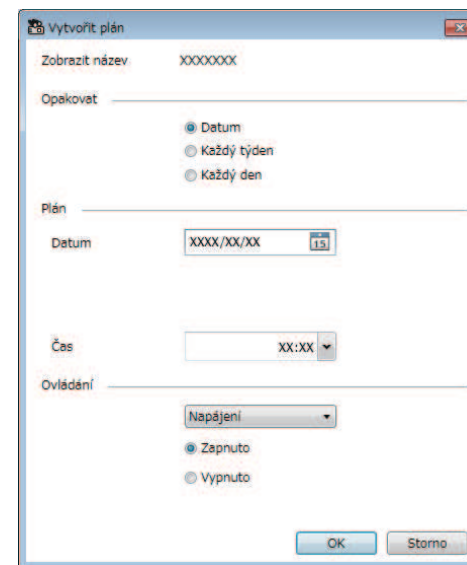 Vytvořit plán
Zobrazit název XXXXXXX
Opakovat
Datum
Každý týden
Každý den
Plán
Datum XXXX/XX/XX 15
Čas XX:XX
Ovládání
Napájení
Zapnuto
Vypnuto
OK Storno